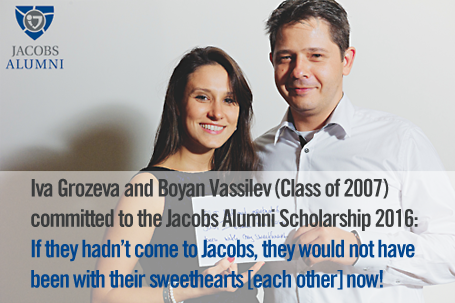 JACOBS
ALUMNI
Iva Grozeva and Boyan Vassilev (Class of 2007)
committed to the Jacobs Alumni Scholarship 2016:
If they hadn't come to Jacobs, they would not have
been with their sweethearts [each other] now!